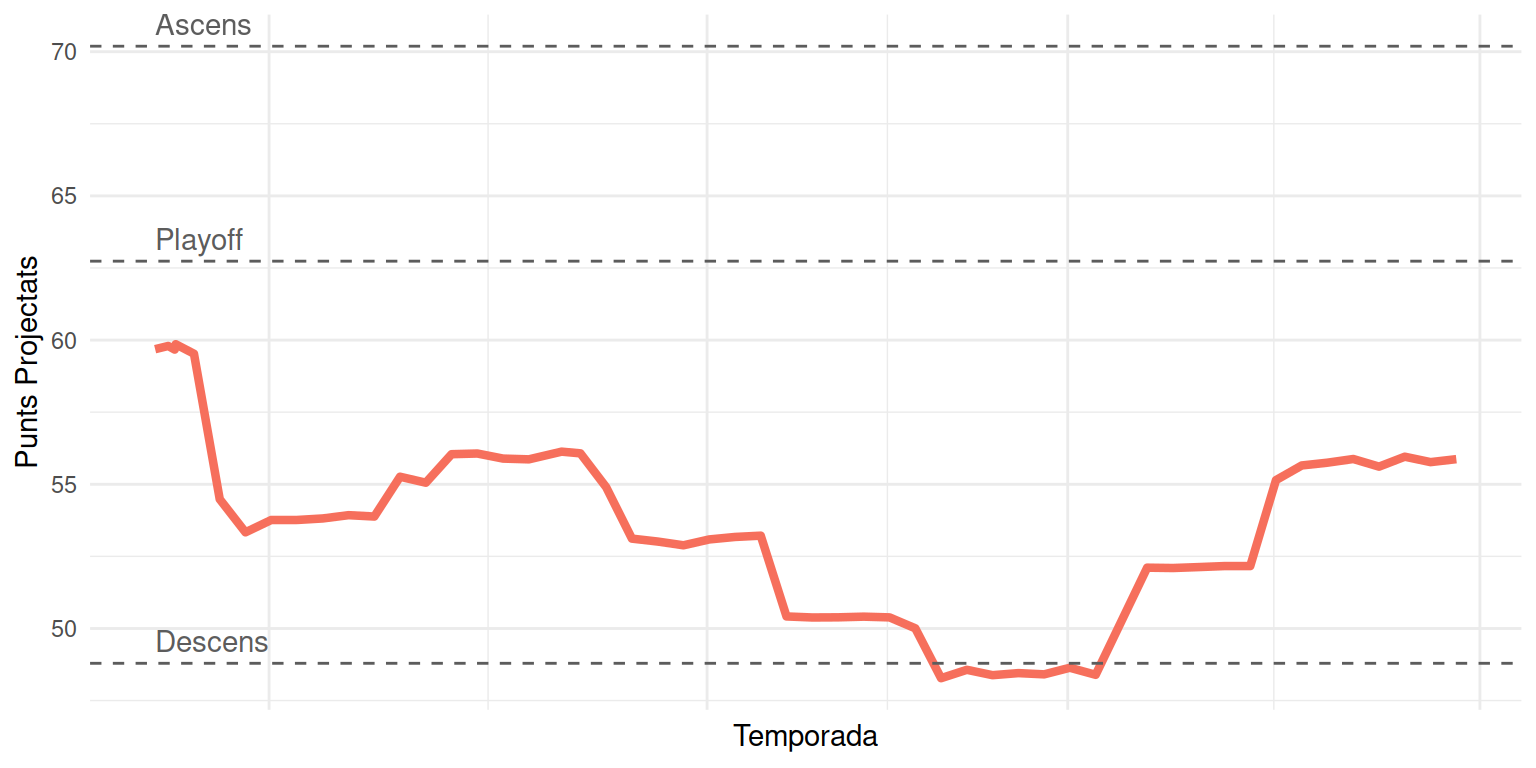 Ascens
70
65
Playoff
60
Punts Projectats
55
50
Descens
Temporada